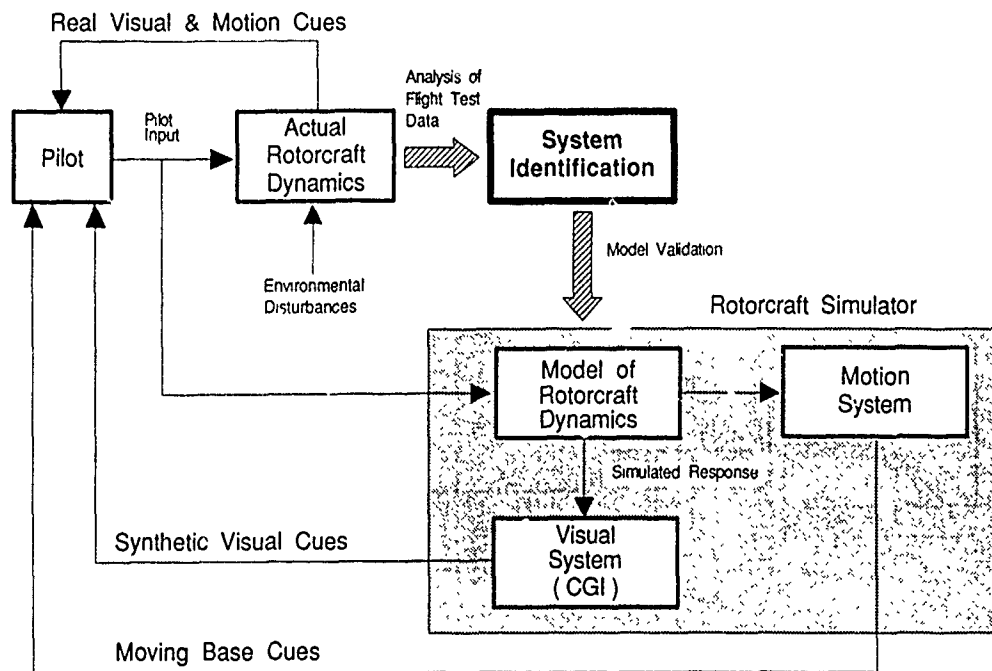 Real Visual & Motion Cues
Pilot
Pilot
Input
Actual
Rotorcraft
Dynamics
Analysis of
Flight Test
Data
System
Identification
Environmental
Disturbances
Model Validation
Rotorcraft Simulator
Model of
Rotorcraft
Dynamics
Motion
System
Simulated Response
Visual
System
( CGI )
Synthetic Visual Cues
Moving Base Cues